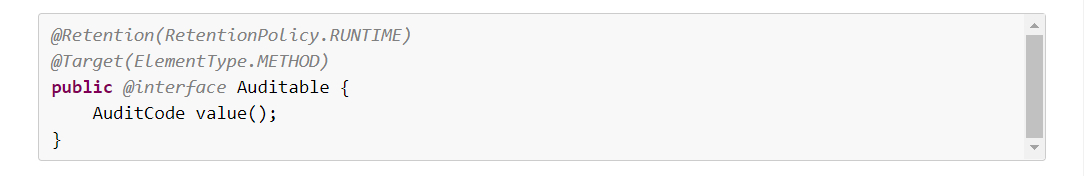 @Retention(RetentionPolicy.RUNTIME)
@Target(ElementType.METHOD)
public @interface Auditable {
    AuditCode value();
}